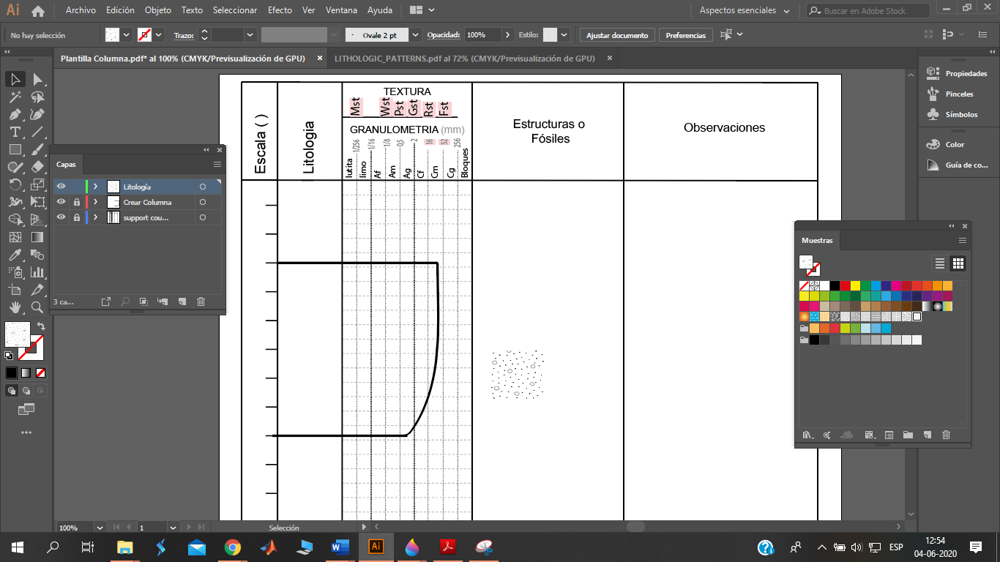 Ai
Archivo Edición Objeto Texto Seleccionar Efecto Ver Ventana Ayuda
Aspectos esenciales
Buscar en Adobe Stock
No hay selección
Trazo:
Ovale 2 pt
Opacidad: 100%
Estilo:
Ajustar documento
Preferencias
Plantilla Columna.pdf* al 100% (CMYK/Previsualización de GPU) ×
LITHOLOGIC_PATTERNS.pdf al 72% (CMYK/Previsualización de GPU) ×
Propiedades
Pinceles
Símbolos
Color
Guía de co...
Capas
Litología
Crear Columna
support cou...
3 ca...
Escala ( )
Litologia
TEXTURA
Mst Wst Pst Gst Rst Fst
GRANULOMETRIA (mm)
1/256 1/16 1/8 0,5 2 16 32 256
lutita limo Af Am Ag Cf Cm Cg Bloques
Estructuras o
Fósiles
Observaciones
Muestras
100% 1 Selección
12:54
ESP
04-06-2020